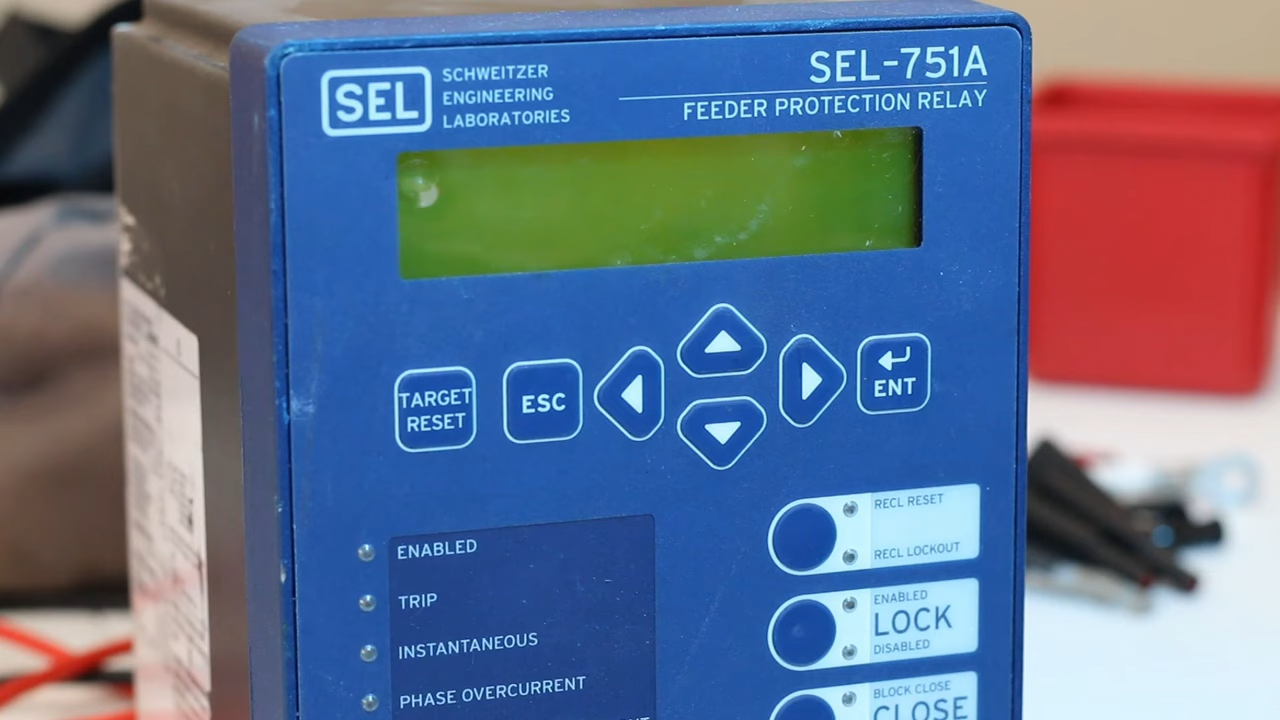 SEL
SCHWEITZER
ENGINEERING
LABORATORIES
SEL-751A
FEEDER PROTECTION RELAY
TARGET
RESET
ESC
ENT
ENABLED
TRIP
INSTANTANEOUS
PHASE OVERCURRENT
RECL RESET
RECL LOCKOUT
ENABLED
LOCK
DISABLED
BLOCK CLOSE
CLOSE